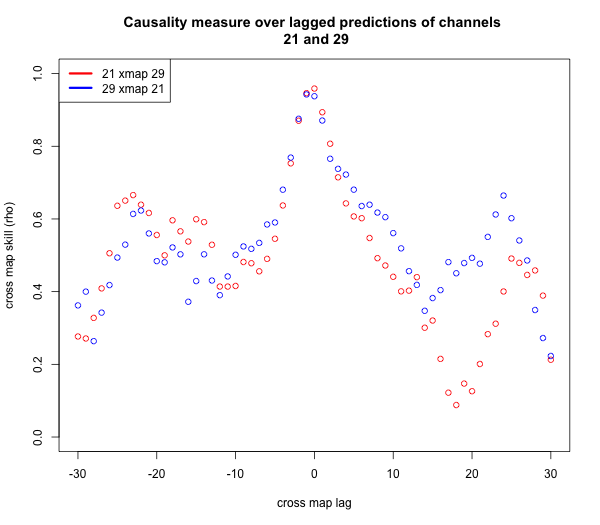 Causality measure over lagged predictions of channels
21 and 29
21 xmap 29
29 xmap 21
cross map skill (rho)
1.0
0.8
0.6
0.4
0.2
0.0
-30 -20 -10 0 10 20 30
cross map lag